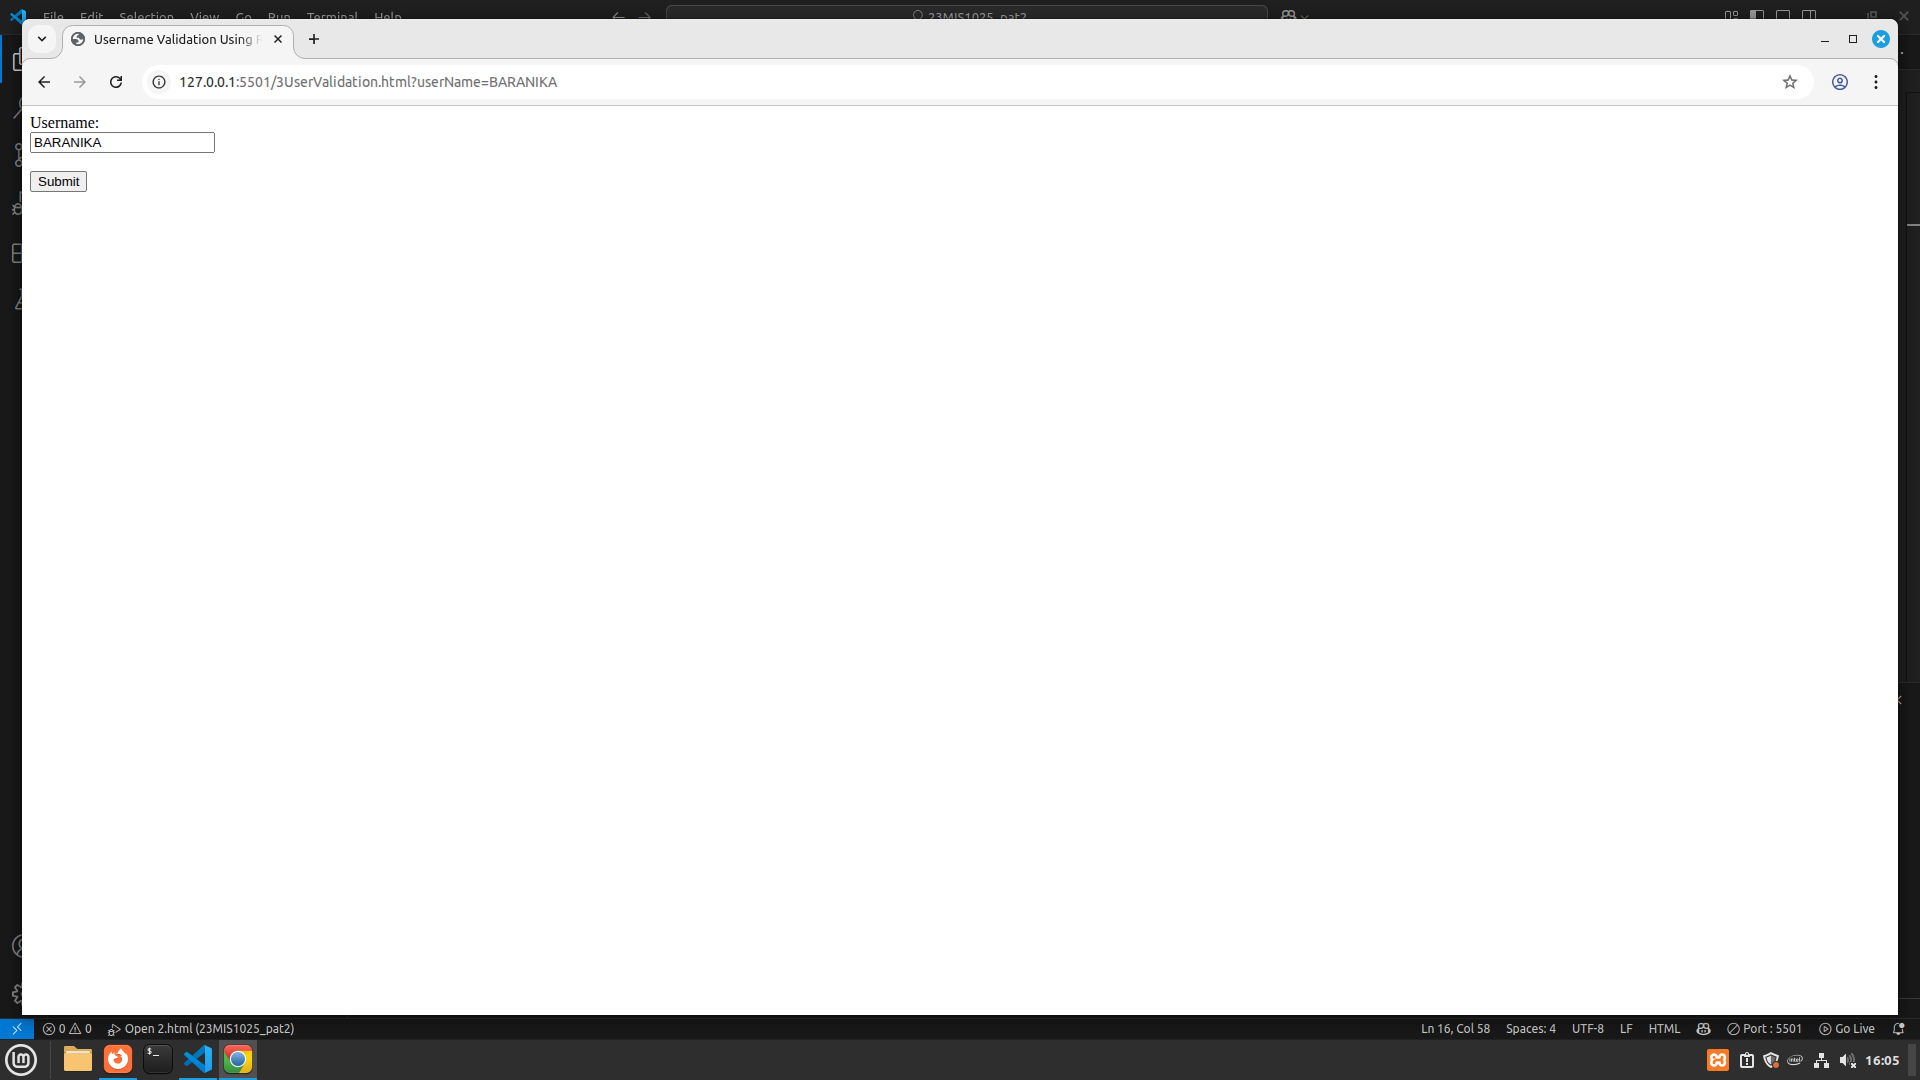 File Edit Selection View Go Run Terminal Help
23MIS1025_pat2
Username Validation Using
127.0.0.1:5501/3UserValidation.html?userName=BARANIKA
Username:
BARANIKA
Submit
0 0 Open 2.html (23MIS1025_pat2)
Ln 16, Col 58 Spaces: 4 UTF-8 LF HTML Port : 5501 Go Live
$_
lm
intel
16:05